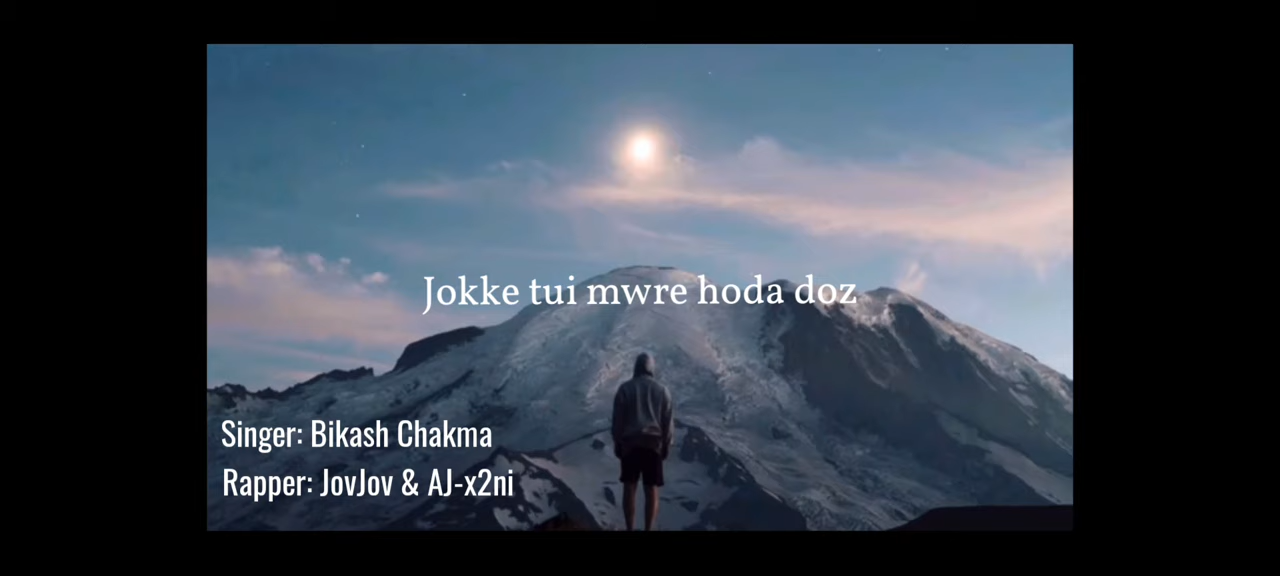 Jokke tui mwre hoda doz
Singer: Bikash Chakma
Rapper: JovJov & AJ-x2ni